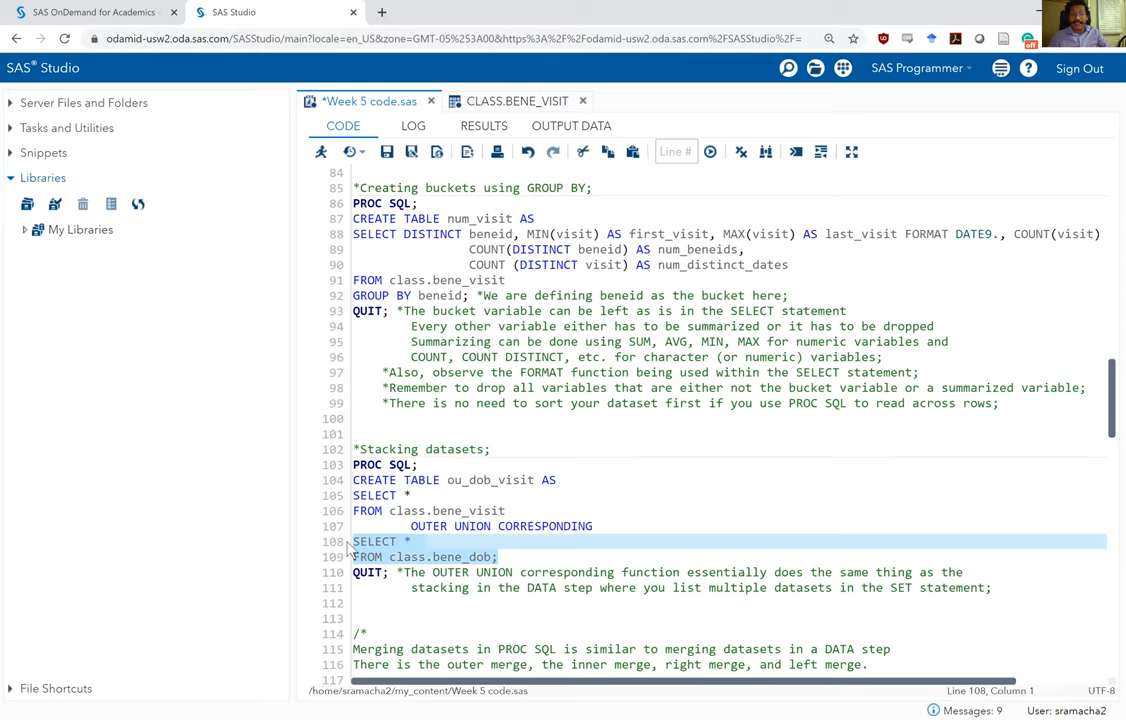 SAS OnDemand for Academics - ×
SAS Studio ×
odamid-usw2.oda.sas.com/SASStudio/main?locale=en_US&zone=GMT-05%253A00&https%3A%2F%2Fodamid-usw2.oda.sas.com%2FSASStudio%2F=
off
SAS® Studio
SAS Programmer
Sign Out
Server Files and Folders
Tasks and Utilities
Snippets
Libraries
My Libraries
File Shortcuts
*Week 5 code.sas ×
CLASS.BENE_VISIT ×
CODE LOG RESULTS OUTPUT DATA
Line #
84
85 *Creating buckets using GROUP BY;
86 PROC SQL;
87 CREATE TABLE num_visit AS
88 SELECT DISTINCT beneid, MIN(visit) AS first_visit, MAX(visit) AS last_visit FORMAT DATE9., COUNT(visit)
89 COUNT(DISTINCT beneid) AS num_beneids,
90 COUNT (DISTINCT visit) AS num_distinct_dates
91 FROM class.bene_visit
92 GROUP BY beneid; *We are defining beneid as the bucket here;
93 QUIT; *The bucket variable can be left as is in the SELECT statement
94 Every other variable either has to be summarized or it has to be dropped
95 Summarizing can be done using SUM, AVG, MIN, MAX for numeric variables and
96 COUNT, COUNT DISTINCT, etc. for character (or numeric) variables;
97 *Also, observe the FORMAT function being used within the SELECT statement;
98 *Remember to drop all variables that are either not the bucket variable or a summarized variable;
99 *There is no need to sort your dataset first if you use PROC SQL to read across rows;
100
101
102 *Stacking datasets;
103 PROC SQL;
104 CREATE TABLE ou_dob_visit AS
105 SELECT *
106 FROM class.bene_visit
107 OUTER UNION CORRESPONDING
108 SELECT *
109 FROM class.bene_dob;
110 QUIT; *The OUTER UNION corresponding function essentially does the same thing as the
111 stacking in the DATA step where you list multiple datasets in the SET statement;
112
113
114 /*
115 Merging datasets in PROC SQL is similar to merging datasets in a DATA step
116 There is the outer merge, the inner merge, right merge, and left merge.
117
/home/sramacha2/my_content/Week 5 code.sas
Line 108, Column 1
UTF-8
Messages: 9
User: sramacha2